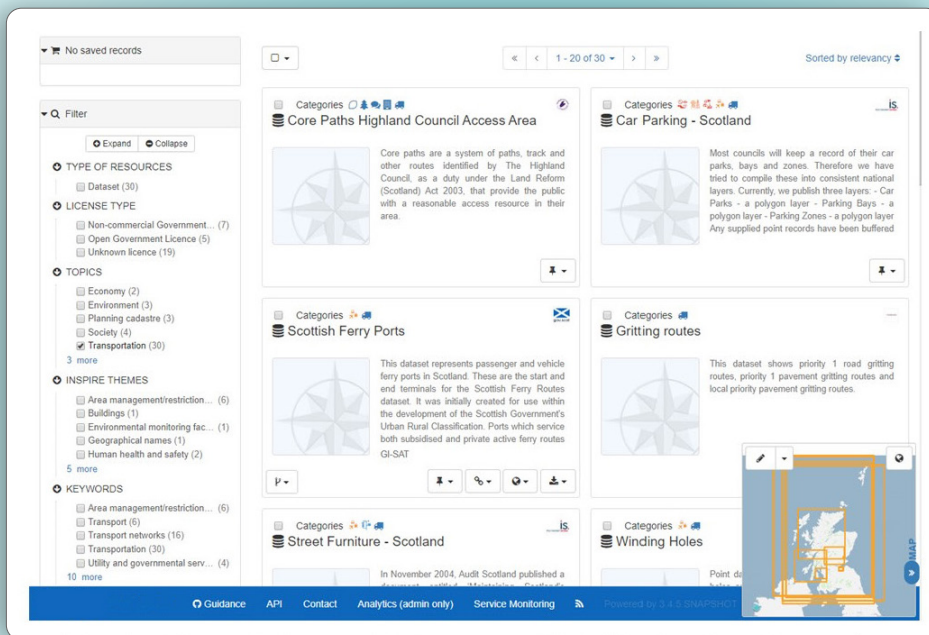 No saved records
1 - 20 of 30
Sorted by relevancy
Filter
Expand
Collapse
TYPE OF RESOURCES
Dataset (30)
LICENSE TYPE
Non-commercial Government... (7)
Open Government Licence (5)
Unknown licence (19)
TOPICS
Economy (2)
Environment (3)
Planning cadastre (3)
Society (4)
Transportation (30)
3 more
INSPIRE THEMES
Area management/restriction... (6)
Buildings (1)
Environmental monitoring fac... (1)
Geographical names (1)
Human health and safety (2)
5 more
KEYWORDS
Area management/restriction... (6)
Transport (6)
Transport networks (16)
Transportation (30)
Utility and governmental serv... (4)
10 more
Categories
Core Paths Highland Council Access Area
Core paths are a system of paths, track and
other routes identified by The Highland
Council, as a duty under the Land Reform
(Scotland) Act 2003, that provide the public
with a reasonable access resource in their
area.
Categories
is
Car Parking - Scotland
Most councils will keep a record of their car
parks, bays and zones. Therefore we have
tried to compile these into consistent national
layers. Currently, we publish three layers: - Car
Parks - a polygon layer - Parking Bays - a
polygon layer - Parking Zones - a polygon layer
Any supplied point records have been buffered
Categories
Scottish Ferry Ports
This dataset represents passenger and vehicle
ferry ports in Scotland. These are the start and
end terminals for the Scottish Ferry Routes
dataset. It was initially created for use within
the development of the Scottish Government's
Urban Rural Classification. Ports which service
both subsidised and private active ferry routes
GI-SAT
Categories
Gritting routes
This dataset shows priority 1 road gritting
routes, priority 1 pavement gritting routes and
local priority pavement gritting routes.
Categories
is
Street Furniture - Scotland
In November 2004, Audit Scotland published a
Categories
Winding Holes
Point da
MAP
Guidance
API
Contact
Analytics (admin only)
Service Monitoring
Powered by 3.4.5.SNAPSHOT